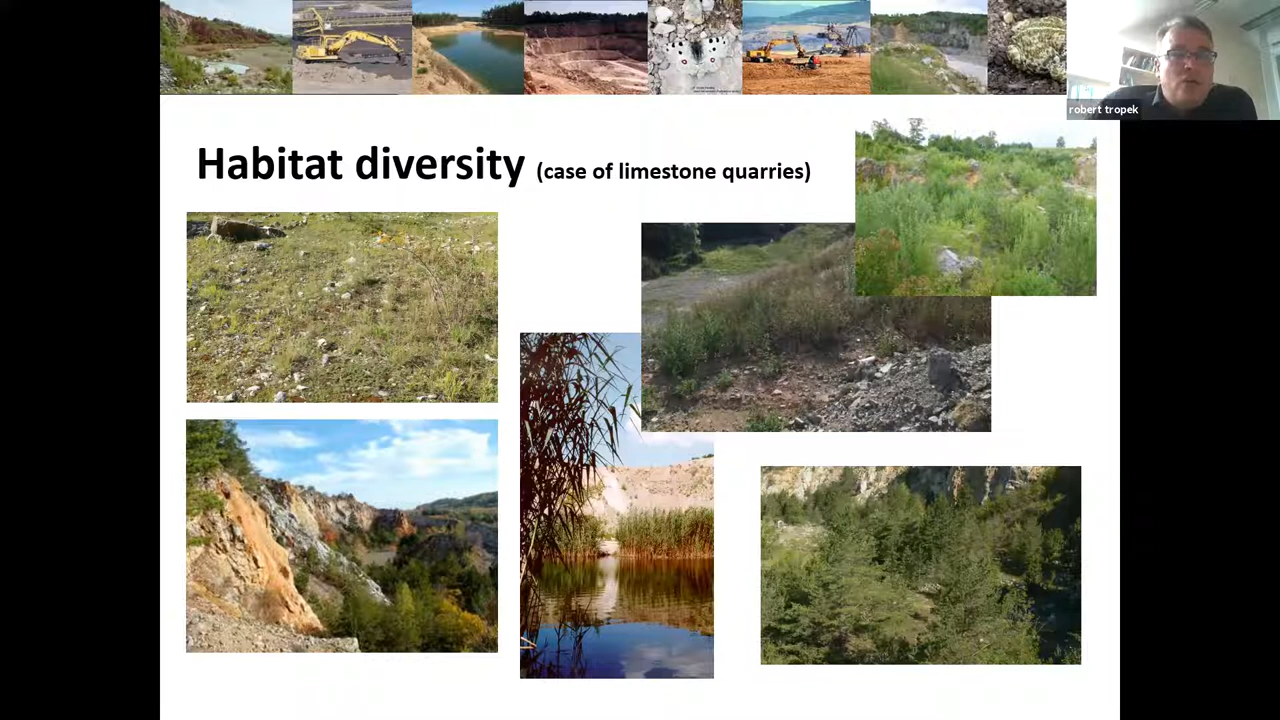 robert tropek
Habitat diversity (case of limestone quarries)